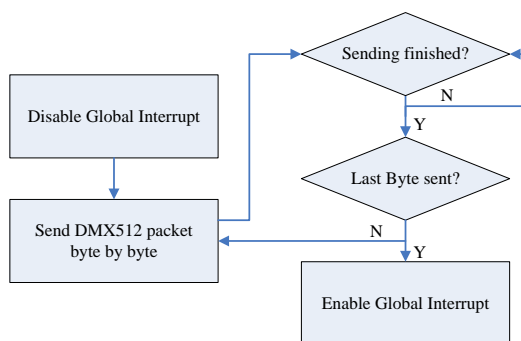 Sending finished?
N
Disable Global Interrupt
Y
Last Byte sent?
Send DMX512 packet
byte by byte
N
Y
Enable Global Interrupt